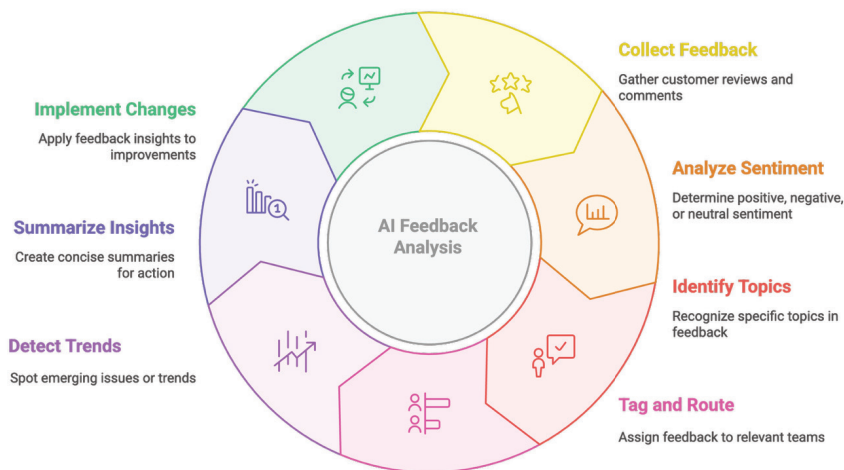 Collect Feedback
Gather customer reviews and
comments
Analyze Sentiment
Determine positive, negative,
or neutral sentiment
Identify Topics
Recognize specific topics in
feedback
Tag and Route
Assign feedback to relevant teams
Detect Trends
Spot emerging issues or trends
Summarize Insights
Create concise summaries
for action
Implement Changes
Apply feedback insights to
improvements
AI Feedback
Analysis
1